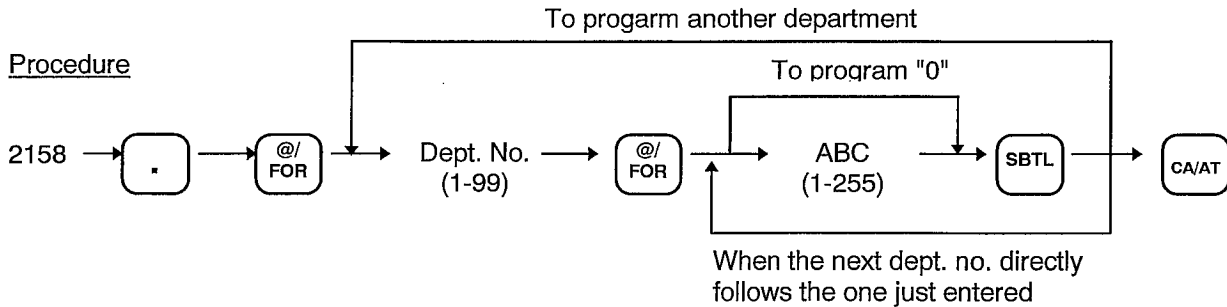 To progarm another department
Procedure
To program "0"
2158 . @/ FOR Dept. No. @/ FOR ABC SBTL CA/AT
(1-99) (1-255)
When the next dept. no. directly
follows the one just entered